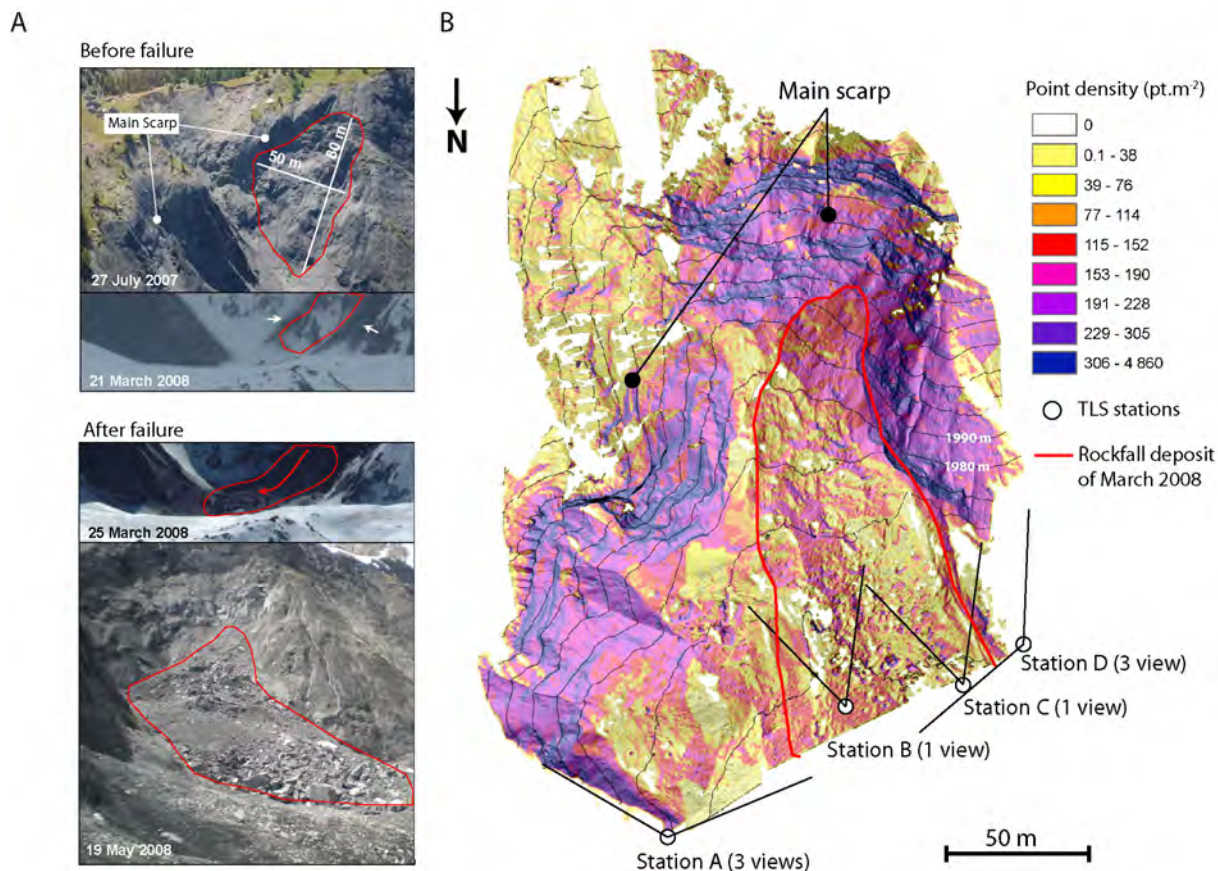 A
Before failure
Main Scarp
50 m
80 m
27 July 2007
21 March 2008
After failure
25 March 2008
19 May 2008
B
N
Main scarp
1990 m
1980 m
Station D (3 view)
Station C (1 view)
Station B (1 view)
Station A (3 views)
50 m
Point density (pt.m⁻²)
0
0.1 - 38
39 - 76
77 - 114
115 - 152
153 - 190
191 - 228
229 - 305
306 - 4 860
TLS stations
Rockfall deposit
of March 2008